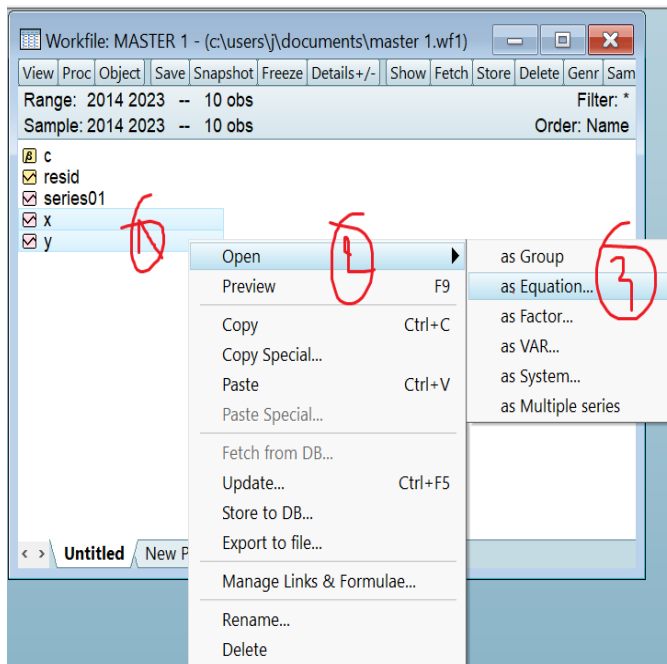 Workfile: MASTER 1 - (c:\users\j\documents\master 1.wf1)
View Proc Object Save Snapshot Freeze Details+/- Show Fetch Store Delete Genr Sam
Range: 2014 2023 -- 10 obs Filter: *
Sample: 2014 2023 -- 10 obs Order: Name
β c
resid
series01
x
y
1
Open
2
Preview F9
Copy Ctrl+C
Copy Special...
Paste Ctrl+V
Paste Special...
Fetch from DB...
Update... Ctrl+F5
Store to DB...
Export to file...
Manage Links & Formulae...
Rename...
Delete
as Group
as Equation...
3
as Factor...
as VAR...
as System...
as Multiple series
< > Untitled New P